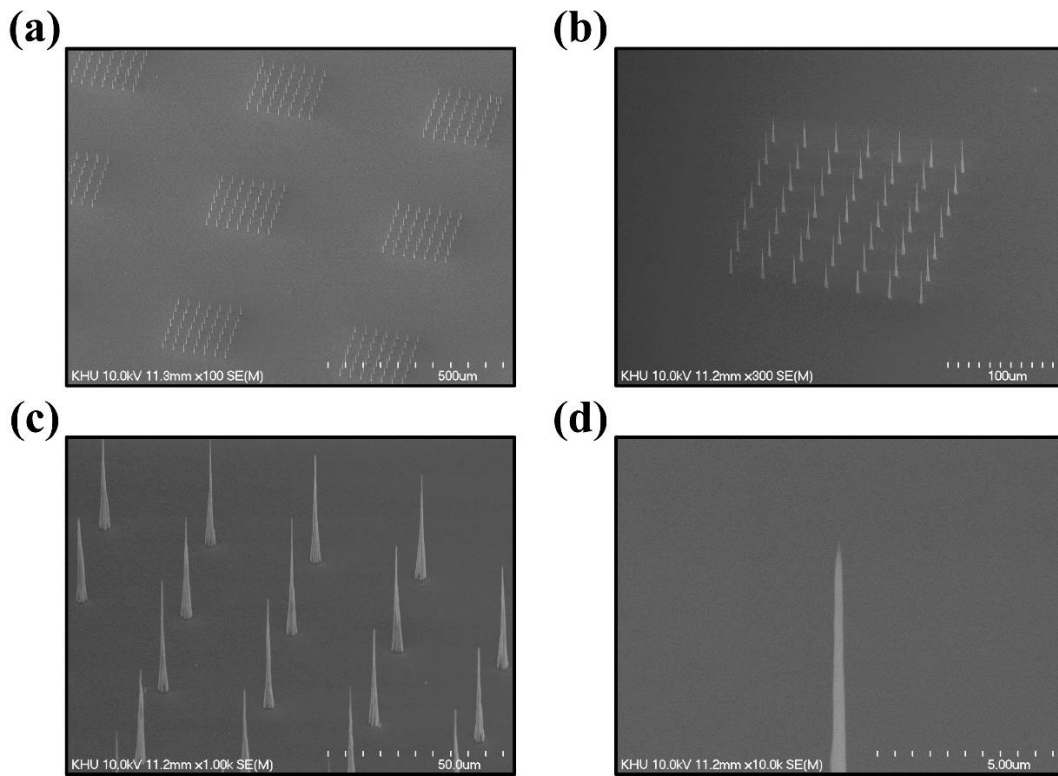 (a)
(b)
500um
KHU 10.0kV 11.3mm x100 SE(M)
100um
KHU 10.0kV 11.2mm x300 SE(M)
(c)
(d)
50.0um
KHU 10.0kV 11.2mm x1.00k SE(M)
5.00um
KHU 10.0kV 11.2mm x10.0k SE(M)